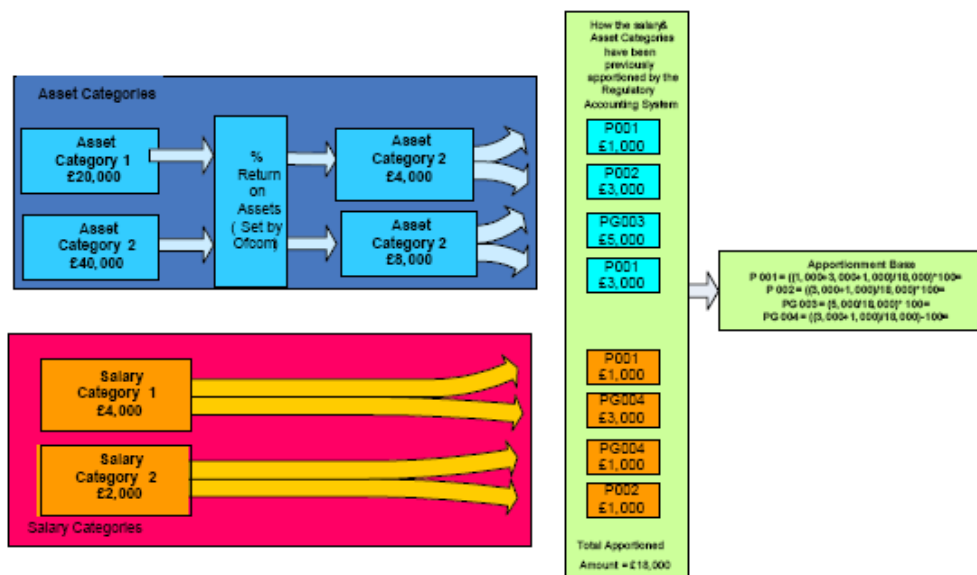 Asset Categories
Asset
Category 1
£20,000
Asset
Category 2
£40,000
%
Return
on
Assets
( Set by
Ofcom)
Asset
Category 2
£4,000
Asset
Category 2
£8,000
Salary
Category 1
£4,000
Salary
Category 2
£2,000
Salary Categories
How the salary&
Asset Categories
have been
previously
apportioned by the
Regulatory
Accounting System
P001
£1,000
P002
£3,000
PG003
£5,000
P001
£3,000
P001
£1,000
PG004
£3,000
PG004
£1,000
P002
£1,000
Total Apportioned
Amount = £18,000
Apportionment Base
P 001 = ((1,000+3,000+1,000)/18,000)*100=
P 002 = ((3,000+1,000)/18,000)*100=
PG 003 = (5,000/18,000)* 100=
PG 004 = ((3,000+1,000)/18,000)*100=